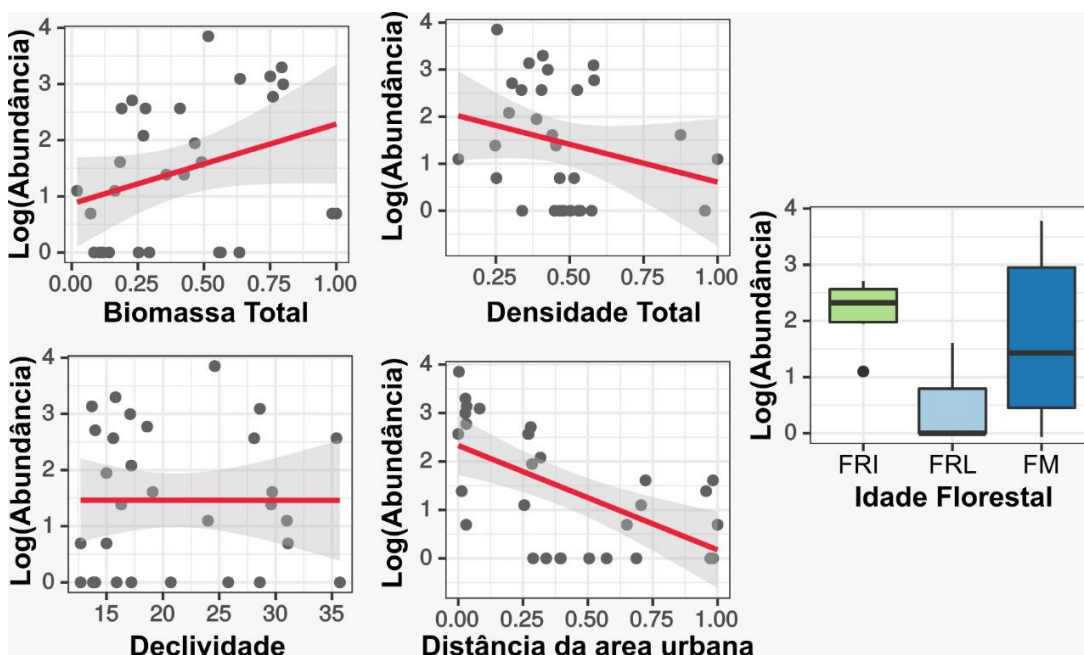 Log(Abundância)
4
3
2
1
0
0.00 0.25 0.50 0.75 1.00
Biomassa Total
Log(Abundância)
4
3
2
1
0
0.25 0.50 0.75 1.00
Densidade Total
Log(Abundância)
4
3
2
1
0
15 20 25 30 35
Declividade
Log(Abundância)
4
3
2
1
0
0.00 0.25 0.50 0.75 1.00
Distância da area urbana
Log(Abundância)
4
3
2
1
0
FRI FRL FM
Idade Florestal